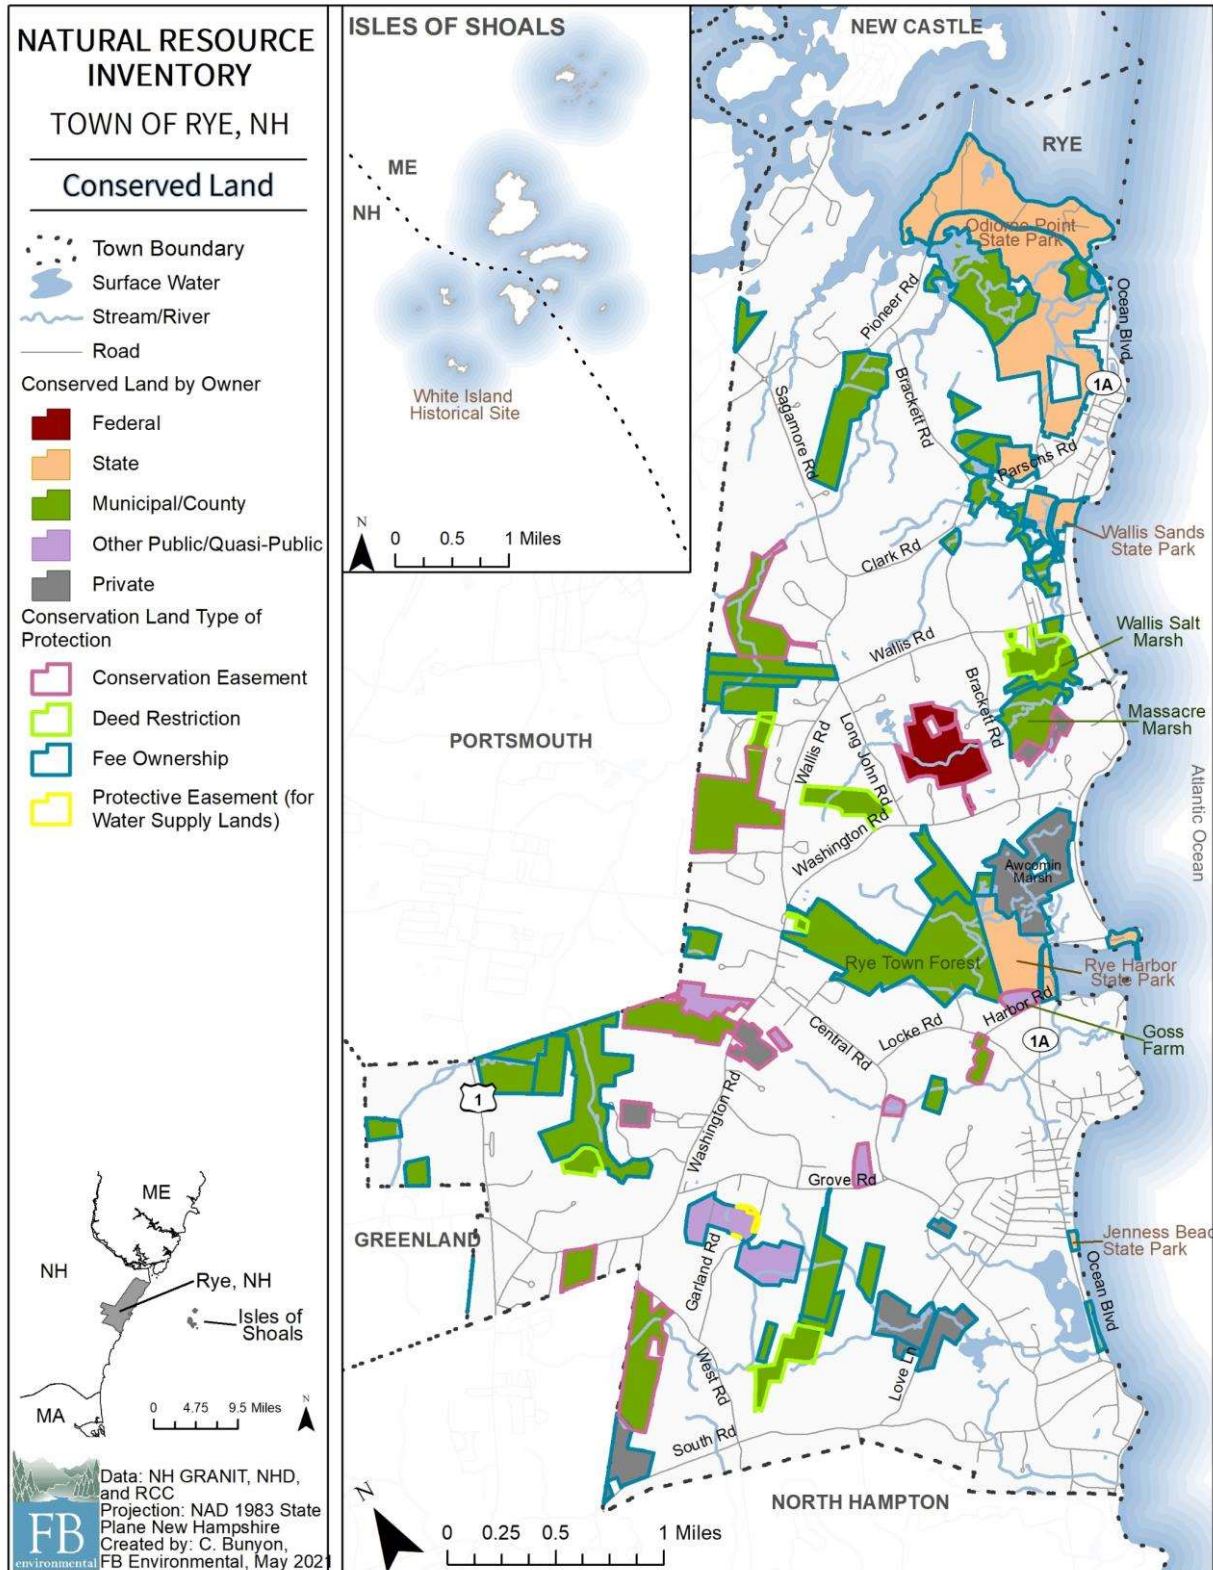 NATURAL RESOURCE
INVENTORY
TOWN OF RYE, NH
Conserved Land
Town Boundary
Surface Water
Stream/River
Road
Conserved Land by Owner
Federal
State
Municipal/County
Other Public/Quasi-Public
Private
Conservation Land Type of
Protection
Conservation Easement
Deed Restriction
Fee Ownership
Protective Easement (for
Water Supply Lands)
ME
NH
Rye, NH
Isles of
Shoals
MA
0 4.75 9.5 Miles
N
FB
environmental
Data: NH GRANIT, NHD,
and RCC
Projection: NAD 1983 State
Plane New Hampshire
Created by: C. Bunyon,
FB Environmental, May 2021
ISLES OF SHOALS
ME
NH
White Island
Historical Site
N
0 0.5 1 Miles
NEW CASTLE
RYE
Odiorne Point
State Park
Pioneer Rd
Ocean Blvd
1A
Sagamore Rd
Brackett Rd
Parsons Rd
Wallis Sands
State Park
Clark Rd
Wallis Rd
Wallis Salt
Marsh
Brackett Rd
Massacre
Marsh
PORTSMOUTH
Wallis Rd
Long John Rd
Washington Rd
Atlantic Ocean
Awcomin
Marsh
Rye Town Forest
Rye Harbor
State Park
Harbor Rd
Central Rd
Locke Rd
1A
Goss
Farm
1
Washington Rd
Grove Rd
GREENLAND
Garland Rd
Jenness Beac
State Park
Ocean Blvd
West Rd
Love Ln
South Rd
NORTH HAMPTON
N
0 0.25 0.5 1 Miles